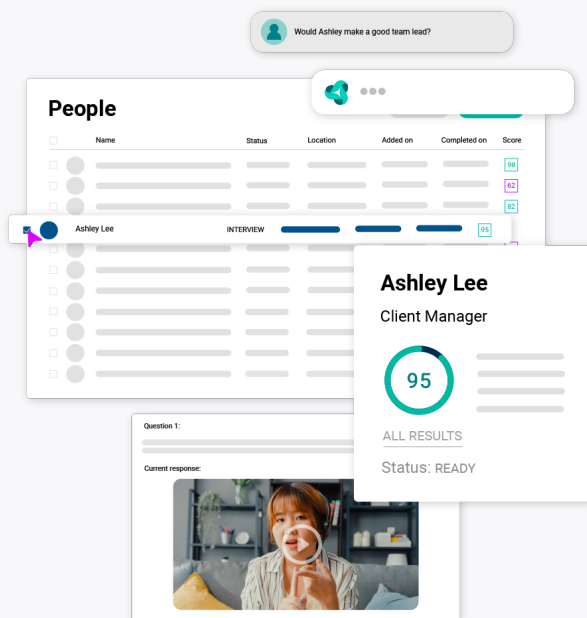 Would Ashley make a good team lead?
People
Name Status Location Added on Completed on Score
90
62
82
Ashley Lee INTERVIEW 95
Ashley Lee
Client Manager
95
ALL RESULTS
Status: READY
Question 1:
Current response: